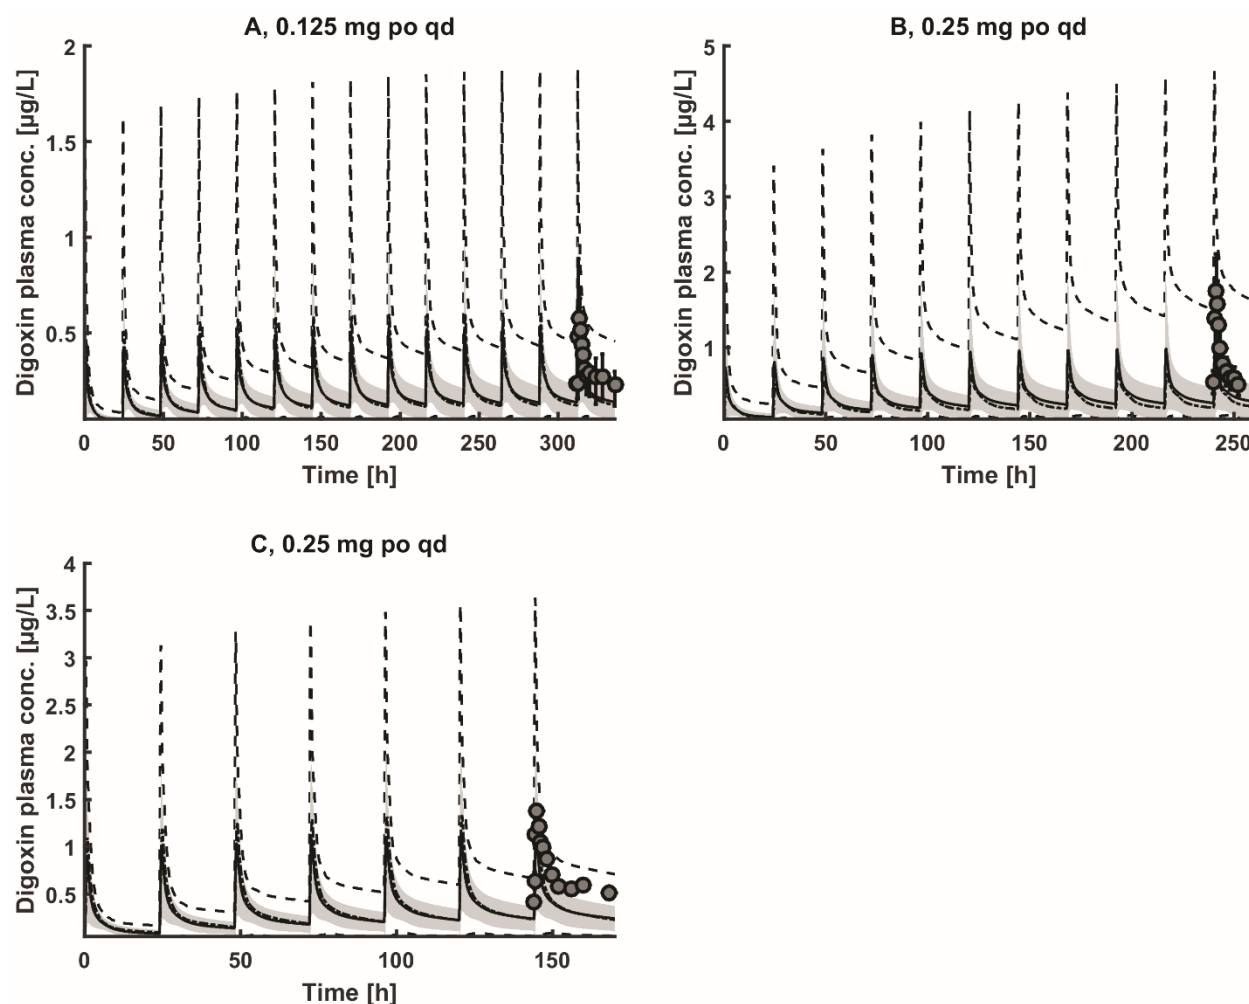 A, 0.125 mg po qd
Digoxin plasma conc. [µg/L]
2
1.5
1
0.5
0 50 100 150 200 250 300
Time [h]
B, 0.25 mg po qd
Digoxin plasma conc. [µg/L]
5
4
3
2
1
0 50 100 150 200 250
Time [h]
C, 0.25 mg po qd
Digoxin plasma conc. [µg/L]
4
3.5
3
2.5
2
1.5
1
0.5
0 50 100 150
Time [h]